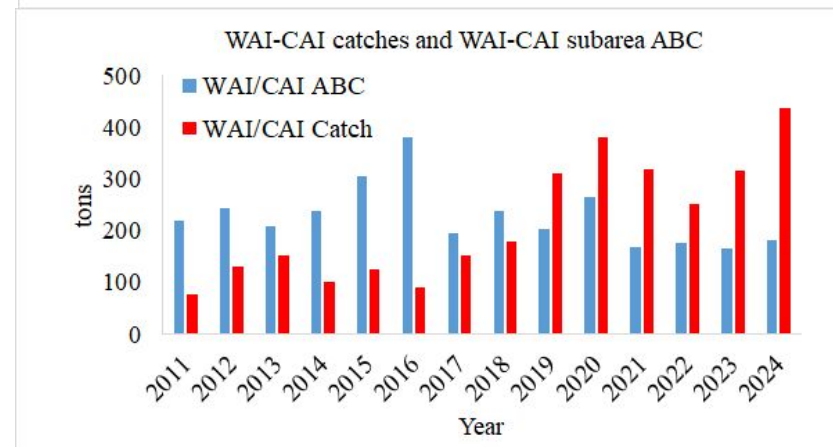 WAI-CAI catches and WAI-CAI subarea ABC
500
WAI/CAI ABC
400
WAI/CAI Catch
300
tons
200
100
0
2011 2012 2013 2014 2015 2016 2017 2018 2019 2020 2021 2022 2023 2024
Year